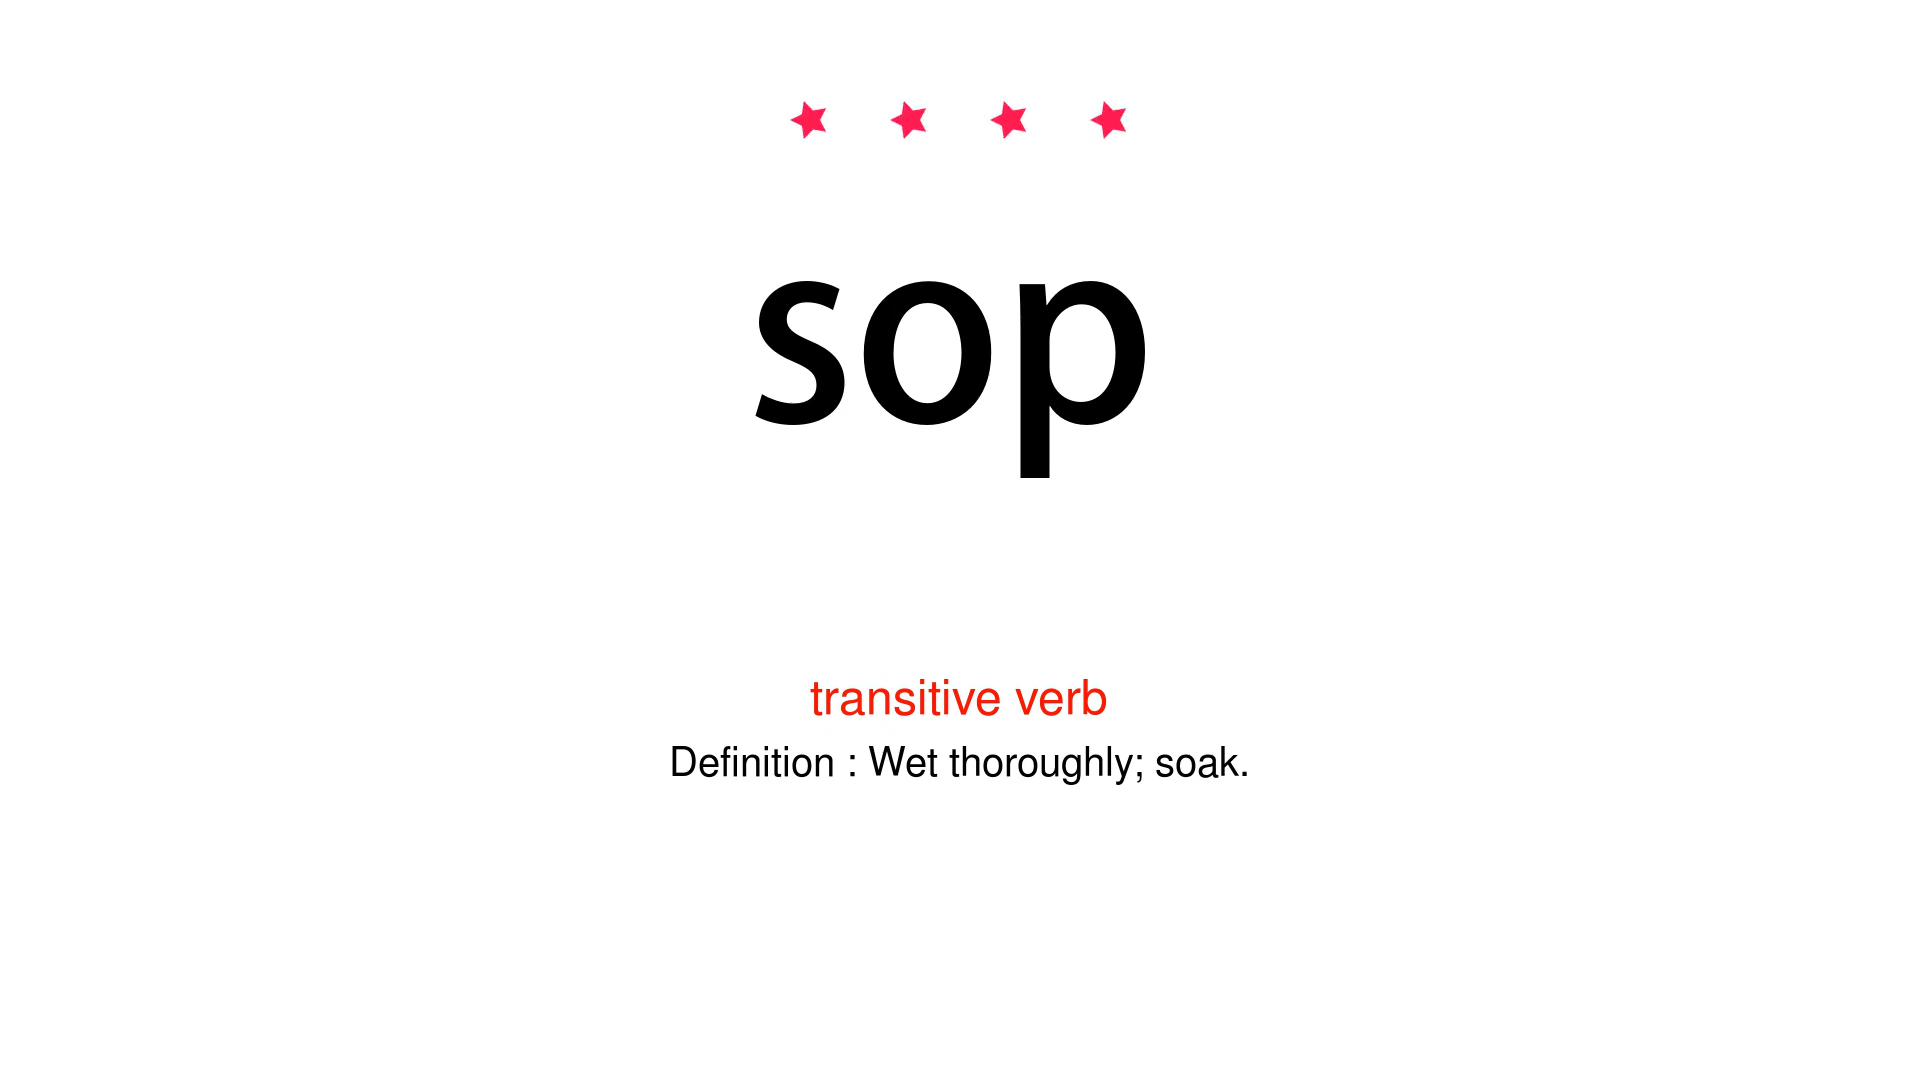 sop
transitive verb
Definition : Wet thoroughly; soak.